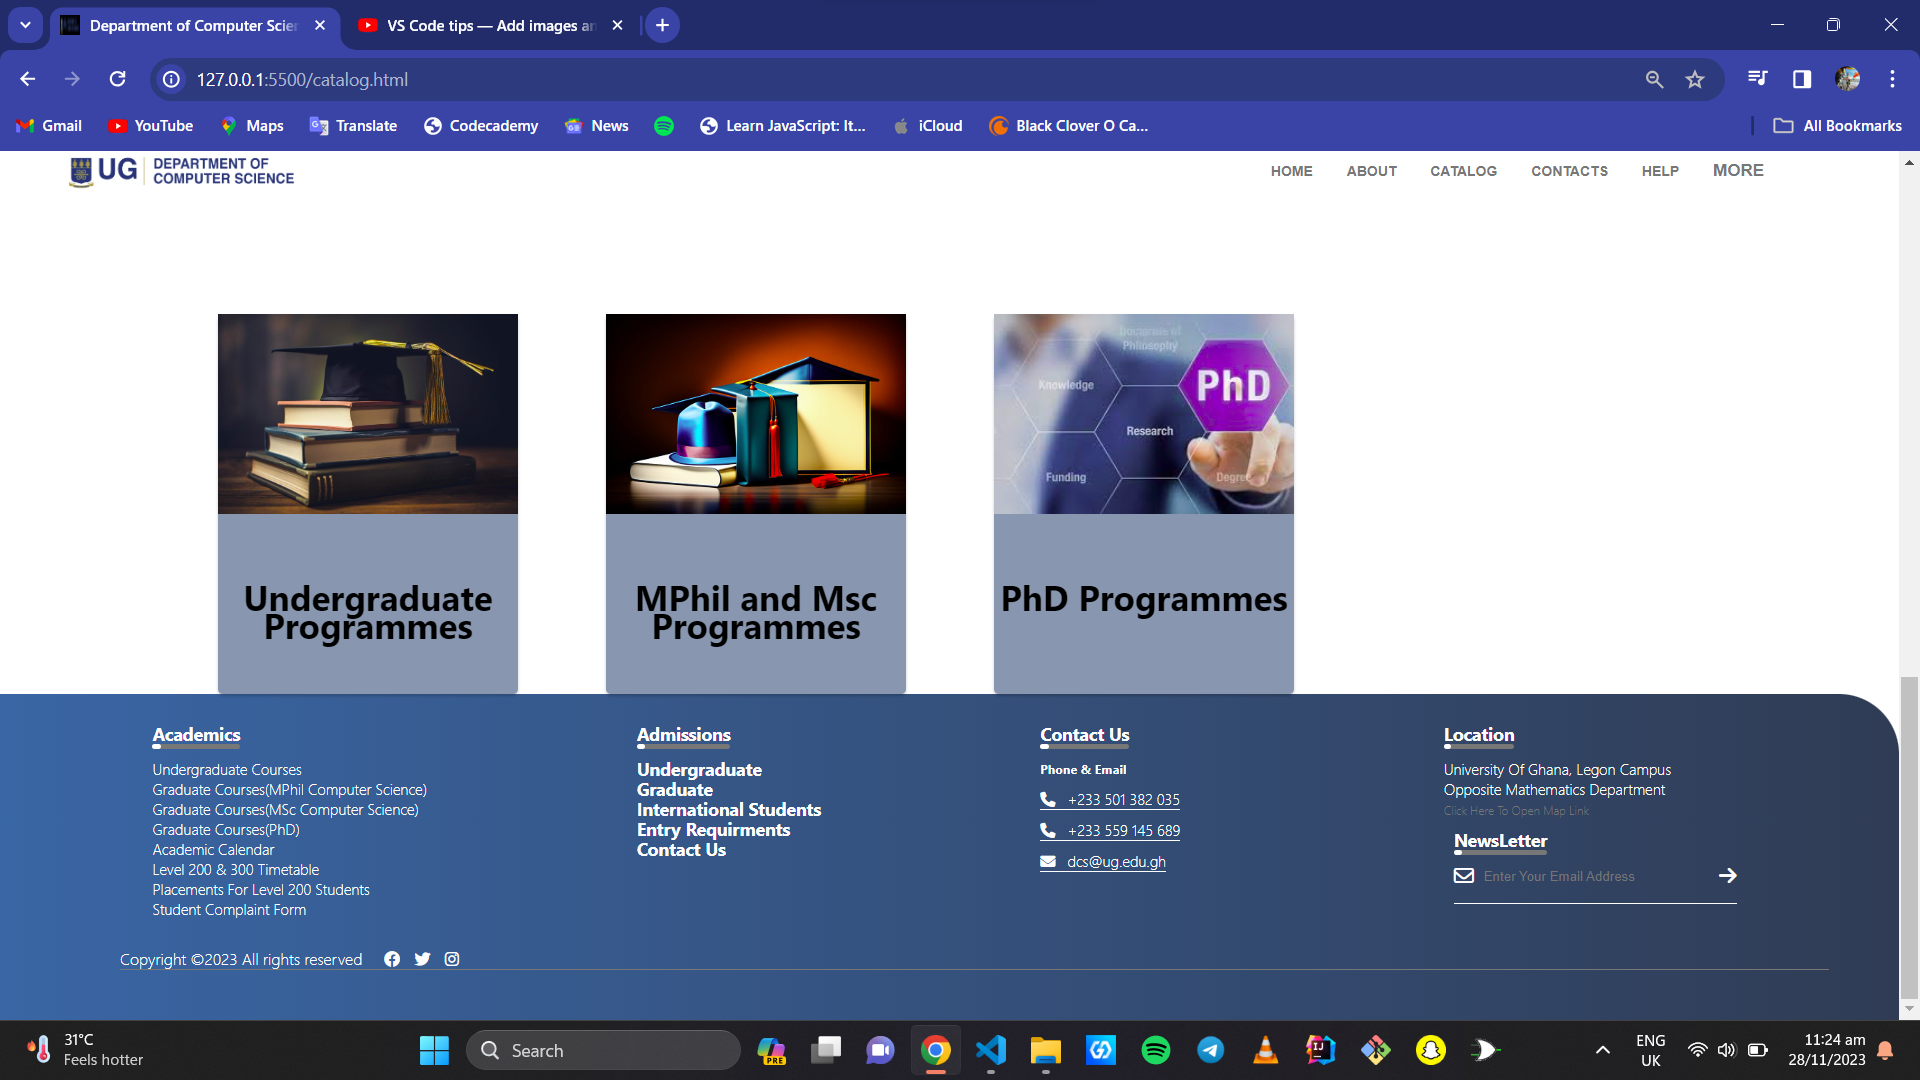 Department of Computer Scie
VS Code tips — Add images an
127.0.0.1:5500/catalog.html
Gmail
YouTube
Maps
Translate
Codecademy
News
Learn JavaScript: It...
iCloud
Black Clover O Ca...
All Bookmarks
UG
DEPARTMENT OF
COMPUTER SCIENCE
HOME
ABOUT
CATALOG
CONTACTS
HELP
MORE
Doctorate of
Philosophy
Knowledge
PhD
Research
Funding
Degree
Undergraduate
Programmes
MPhil and Msc
Programmes
PhD Programmes
Academics
Undergraduate Courses
Graduate Courses(MPhil Computer Science)
Graduate Courses(MSc Computer Science)
Graduate Courses(PhD)
Academic Calendar
Level 200 & 300 Timetable
Placements For Level 200 Students
Student Complaint Form
Admissions
Undergraduate
Graduate
International Students
Entry Requirments
Contact Us
Contact Us
Phone & Email
+233 501 382 035
+233 559 145 689
dcs@ug.edu.gh
Location
University Of Ghana, Legon Campus
Opposite Mathematics Department
Click Here To Open Map Link
NewsLetter
Enter Your Email Address
Copyright ©2023 All rights reserved
31°C
Feels hotter
Search
PRE
IJ
ENG
UK
11:24 am
28/11/2023